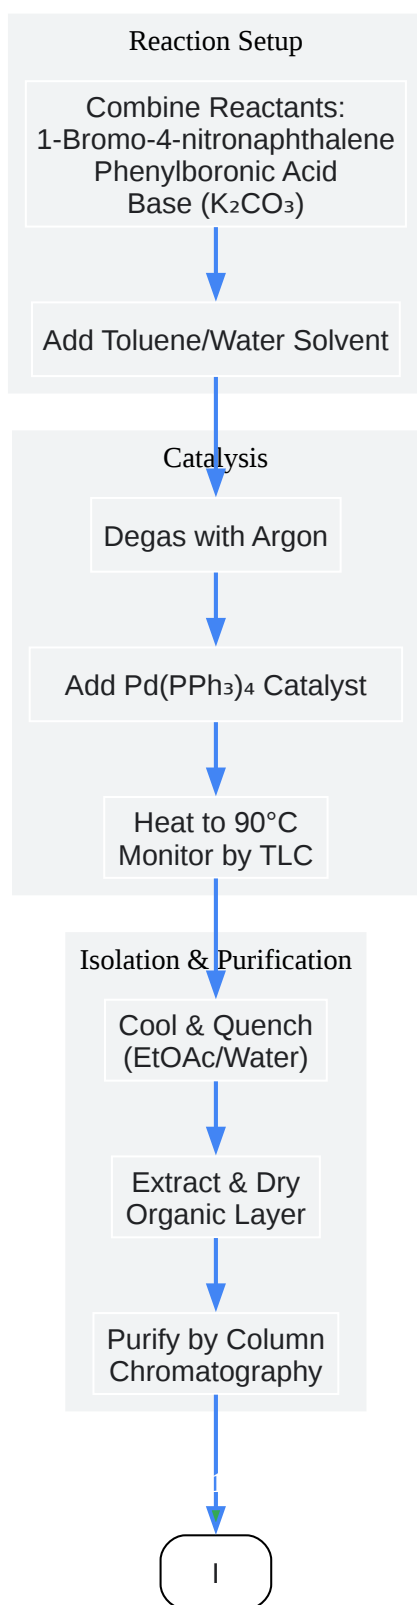 Reaction Setup
Combine Reactants:
1-Bromo-4-nitronaphthalene
Phenylboronic Acid
Base (K₂CO₃)
Add Toluene/Water Solvent
Catalysis
Degas with Argon
Add Pd(PPh₃)₄ Catalyst
Heat to 90°C
Monitor by TLC
Isolation & Purification
Cool & Quench
(EtOAc/Water)
Extract & Dry
Organic Layer
Purify by Column
Chromatography
I